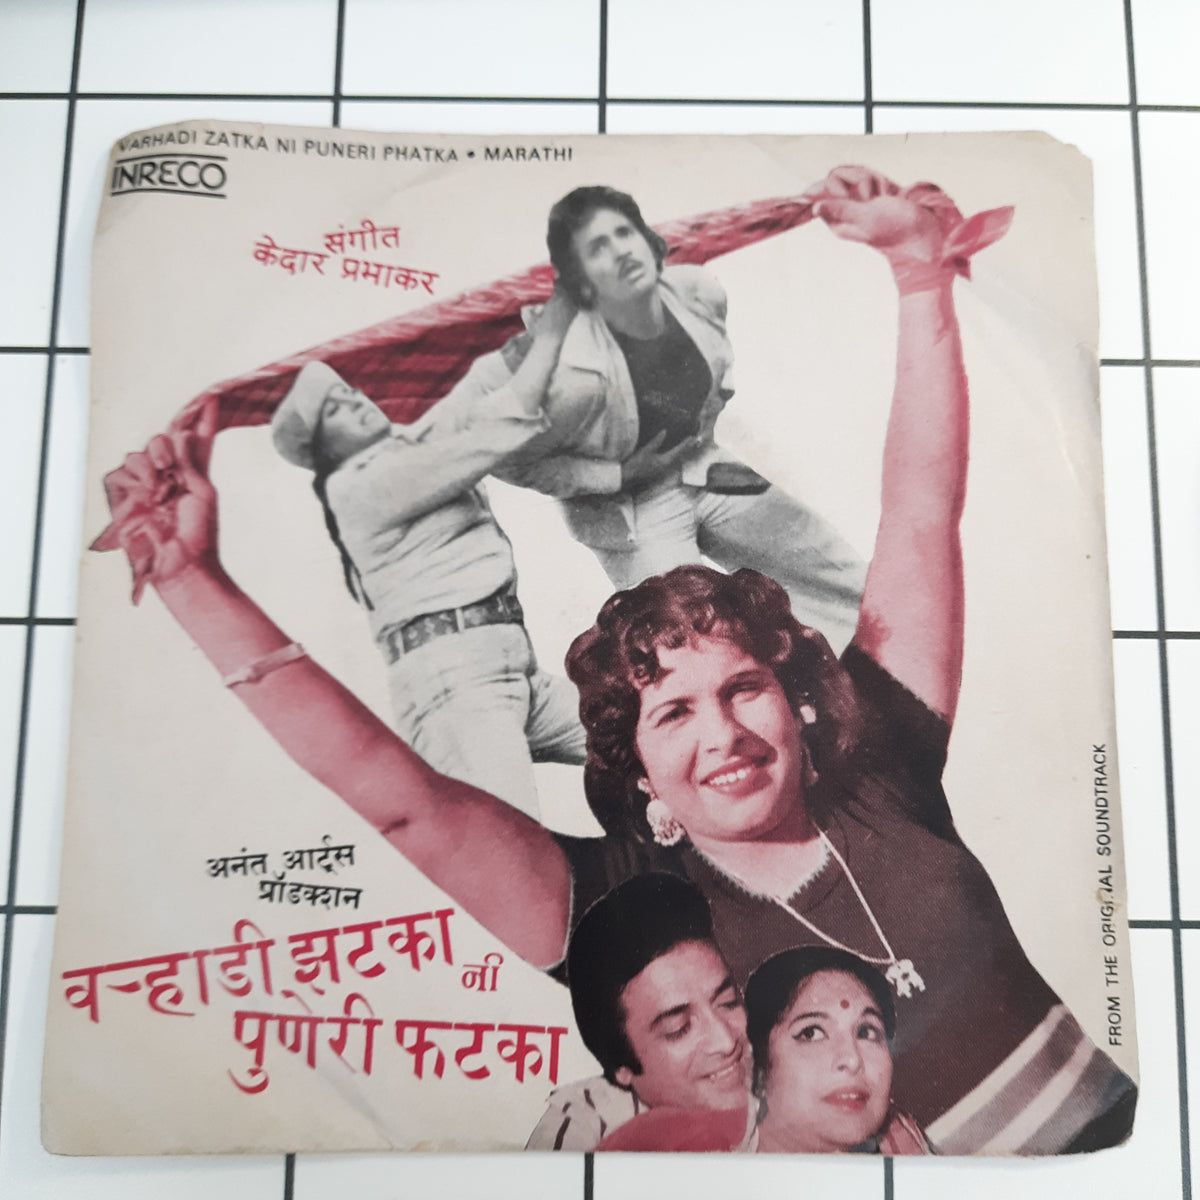 VARHADI ZATKA NI PUNERI PHATKA • MARATHI
INRECO
संगीत
केदार प्रभाकर
अनंत आर्ट्स
प्रॉडक्शन
वऱ्हाडी झटका नी
पुणेरी फटका
FROM THE ORIGINAL SOUNDTRACK